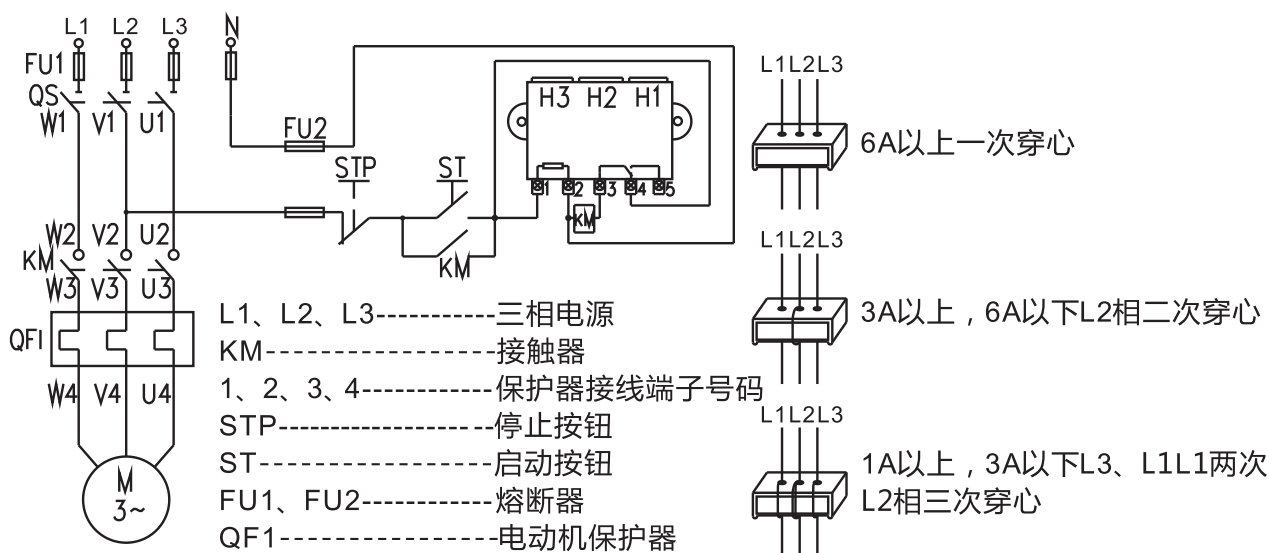 L1 L2 L3 N
FU1
QS
W1 V1 U1
FU2
STP ST
H3 H2 H1
1 2 3 4 5
KM
W2 V2 U2
KM
KM
W3 V3 U3
QF1
W4 V4 U4
M
3~
L1、L2、L3----------三相电源
KM----------接触器
1、2、3、4----------保护器接线端子号码
STP----------停止按钮
ST----------启动按钮
FU1、FU2----------熔断器
QF1----------电动机保护器
L1L2L3
6A以上一次穿心
L1L2L3
3A以上，6A以下L2相二次穿心
L1L2L3
1A以上，3A以下L3、L1L1两次
L2相三次穿心